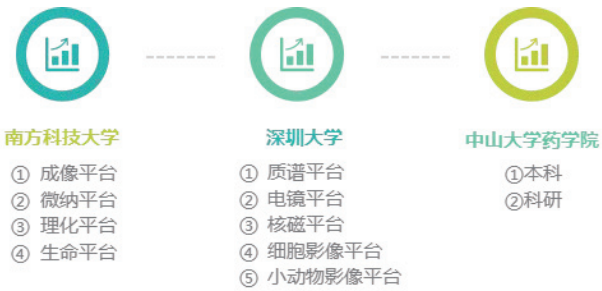 南方科技大学
① 成像平台
② 微纳平台
③ 理化平台
④ 生命平台
深圳大学
① 质谱平台
② 电镜平台
③ 核磁平台
④ 细胞影像平台
⑤ 小动物影像平台
中山大学药学院
①本科
②科研